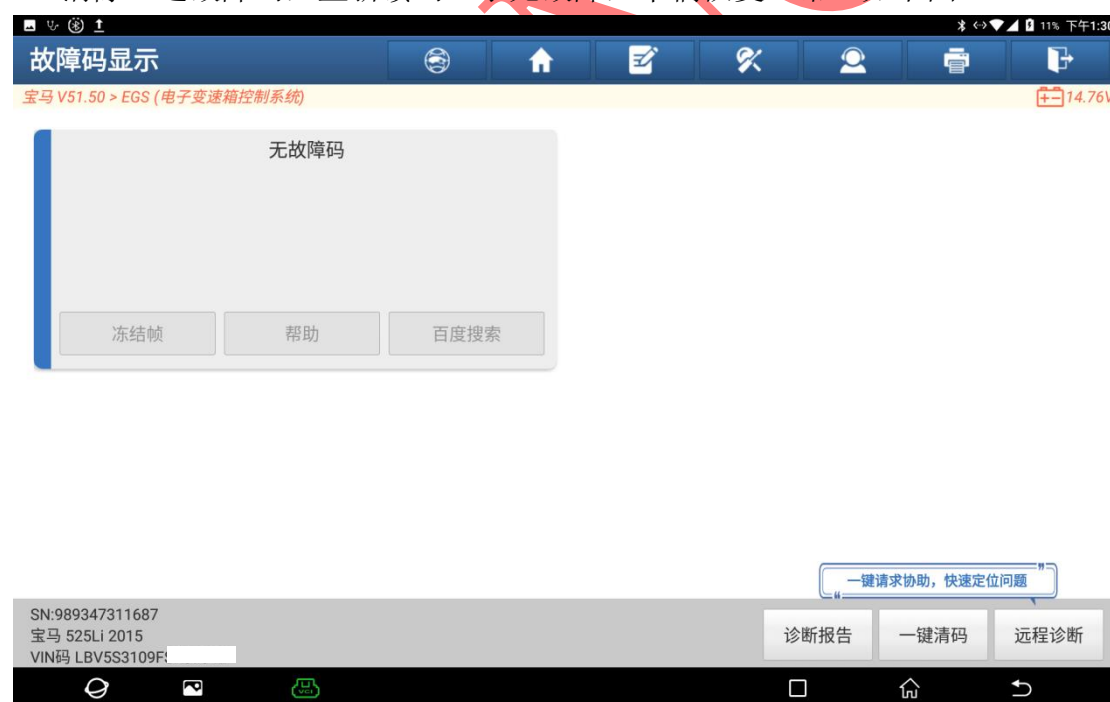 11% 下午1:30
故障码显示
宝马 V51.50 > EGS (电子变速箱控制系统)
14.76V
无故障码
冻结帧
帮助
百度搜索
一键请求协助，快速定位问题
SN:989347311687
宝马 525Li 2015
VIN码 LBV5S3109F
诊断报告
一键清码
远程诊断
VCI